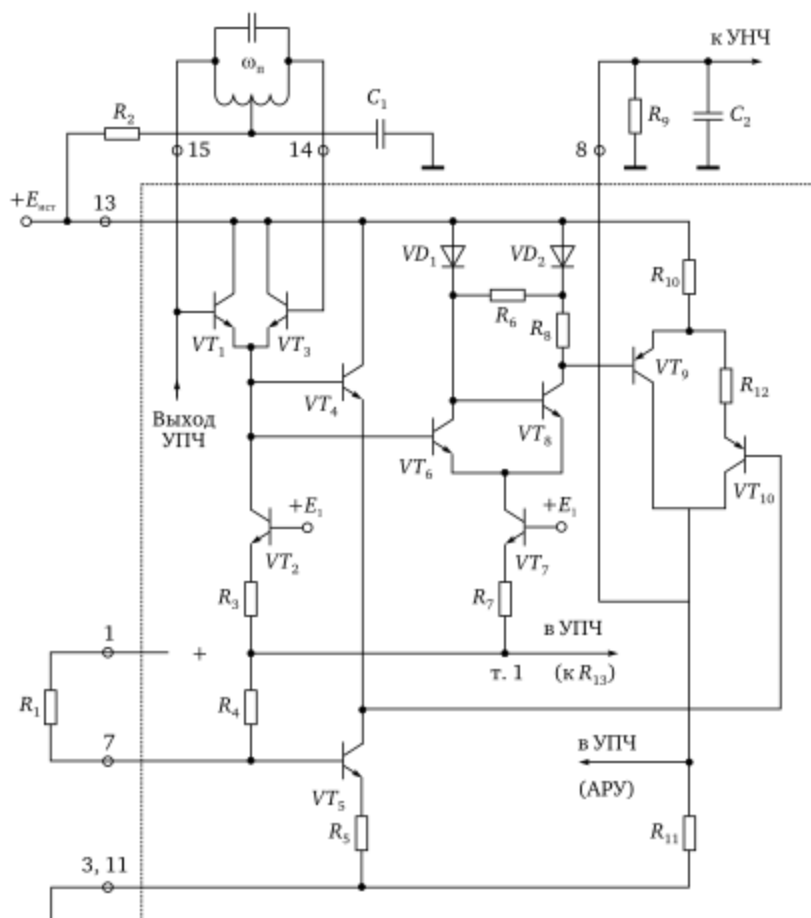 ωп
к УНЧ
C1
R2
R9
C2
15
14
8
+Eист
13
VD1
VD2
R10
R6
R8
VT1
VT3
VT9
VT4
R12
Выход
УПЧ
VT6
VT8
VT10
+E1
+E1
VT2
VT7
R3
R7
1
+
в УПЧ
т. 1
(к R13)
R1
R4
7
в УПЧ
(АРУ)
VT5
R5
R11
3, 11